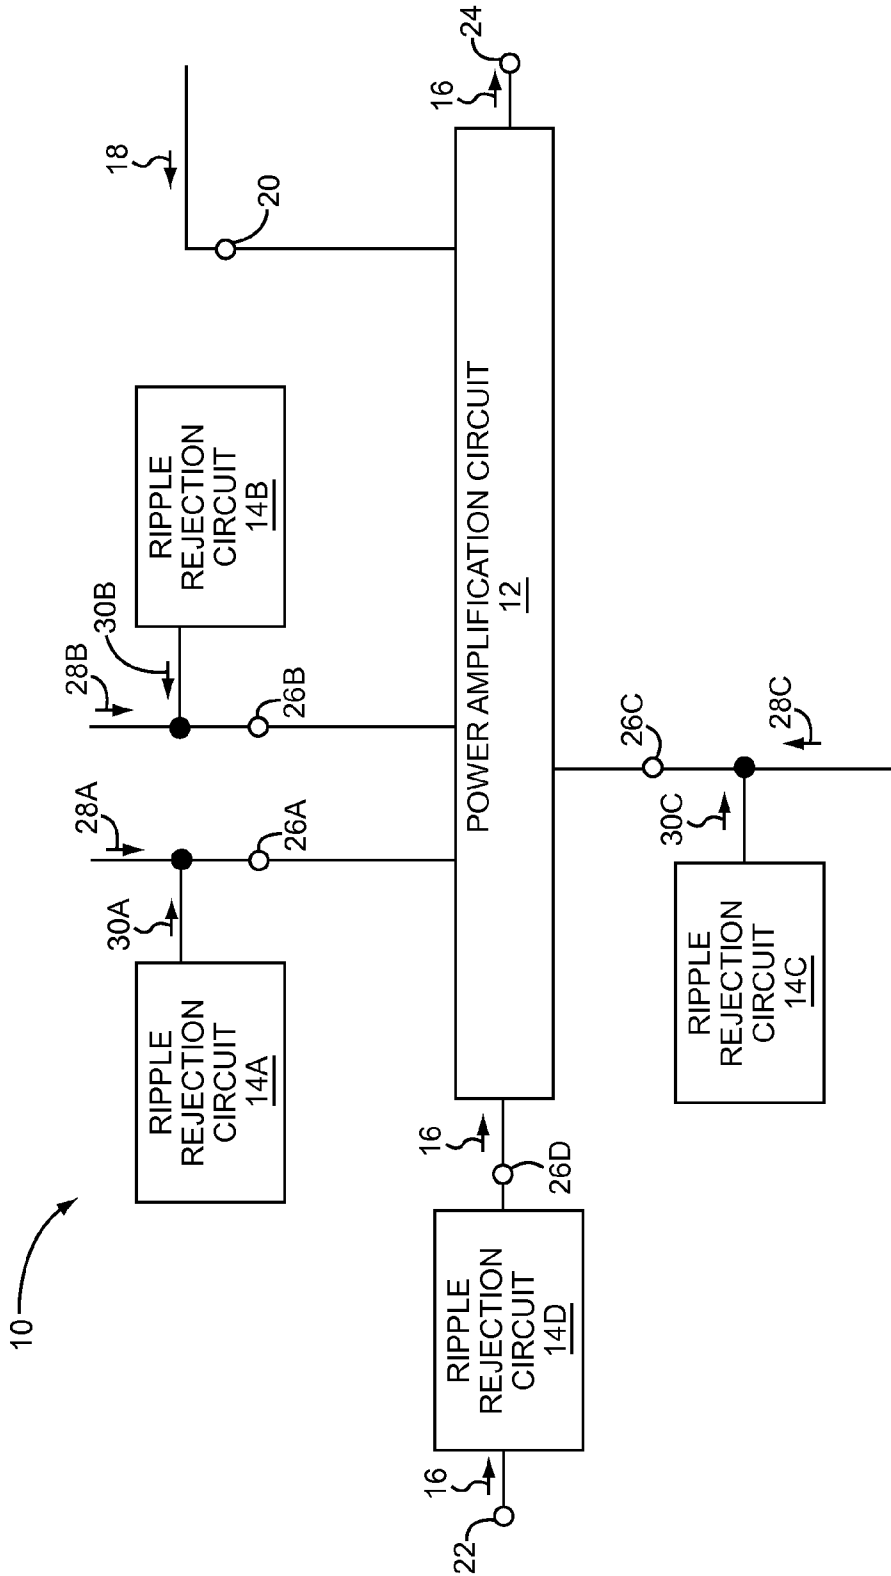 10
RIPPLE
REJECTION
CIRCUIT
14A
30A
28A
26A
28B
30B
26B
RIPPLE
REJECTION
CIRCUIT
14B
18
20
22
16
RIPPLE
REJECTION
CIRCUIT
14D
26D
16
POWER AMPLIFICATION CIRCUIT
12
16
24
RIPPLE
REJECTION
CIRCUIT
14C
30C
26C
28C